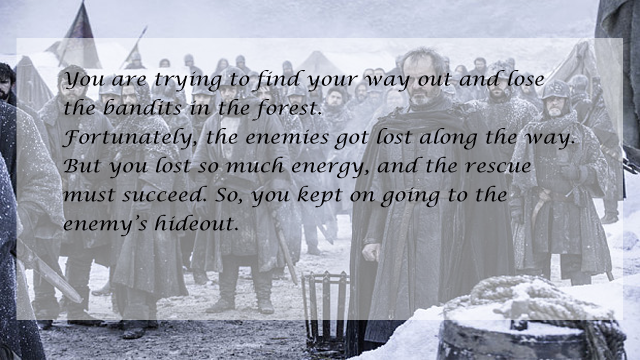 You are trying to find your way out and lose
the bandits in the forest.
Fortunately, the enemies got lost along the way.
But you lost so much energy, and the rescue
must succeed. So, you kept on going to the
enemy’s hideout.